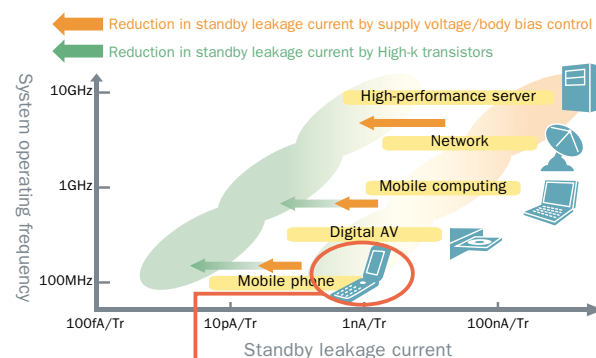 Reduction in standby leakage current by supply voltage/body bias control
Reduction in standby leakage current by High-k transistors
System operating frequency
10GHz
High-performance server
Network
1GHz
Mobile computing
Digital AV
100MHz
Mobile phone
100fA/Tr
10pA/Tr
1nA/Tr
100nA/Tr
Standby leakage current